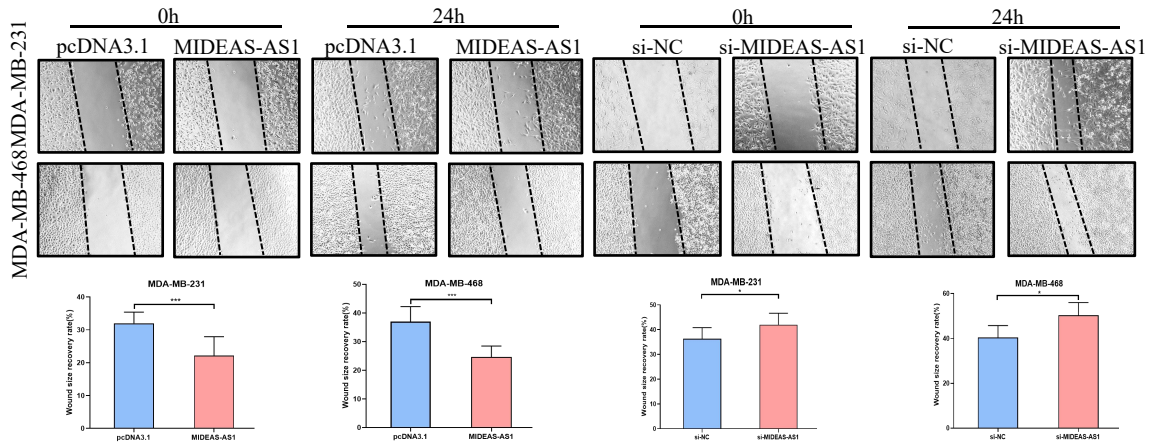 0h 24h 0h 24h
pcDNA3.1 MIDEAS-AS1 pcDNA3.1 MIDEAS-AS1 si-NC si-MIDEAS-AS1 si-NC si-MIDEAS-AS1
MDA-MB-231
MDA-MB-468
MDA-MB-231
***
Wound size recovery rate(%)
40
30
20
10
0
pcDNA3.1 MIDEAS-AS1
MDA-MB-468
***
Wound size recovery rate(%)
50
40
30
20
10
0
pcDNA3.1 MIDEAS-AS1
MDA-MB-231
*
Wound size recovery rate(%)
50
40
30
20
10
0
si-NC si-MIDEAS-AS1
MDA-MB-468
*
Wound size recovery rate(%)
60
40
20
0
si-NC si-MIDEAS-AS1